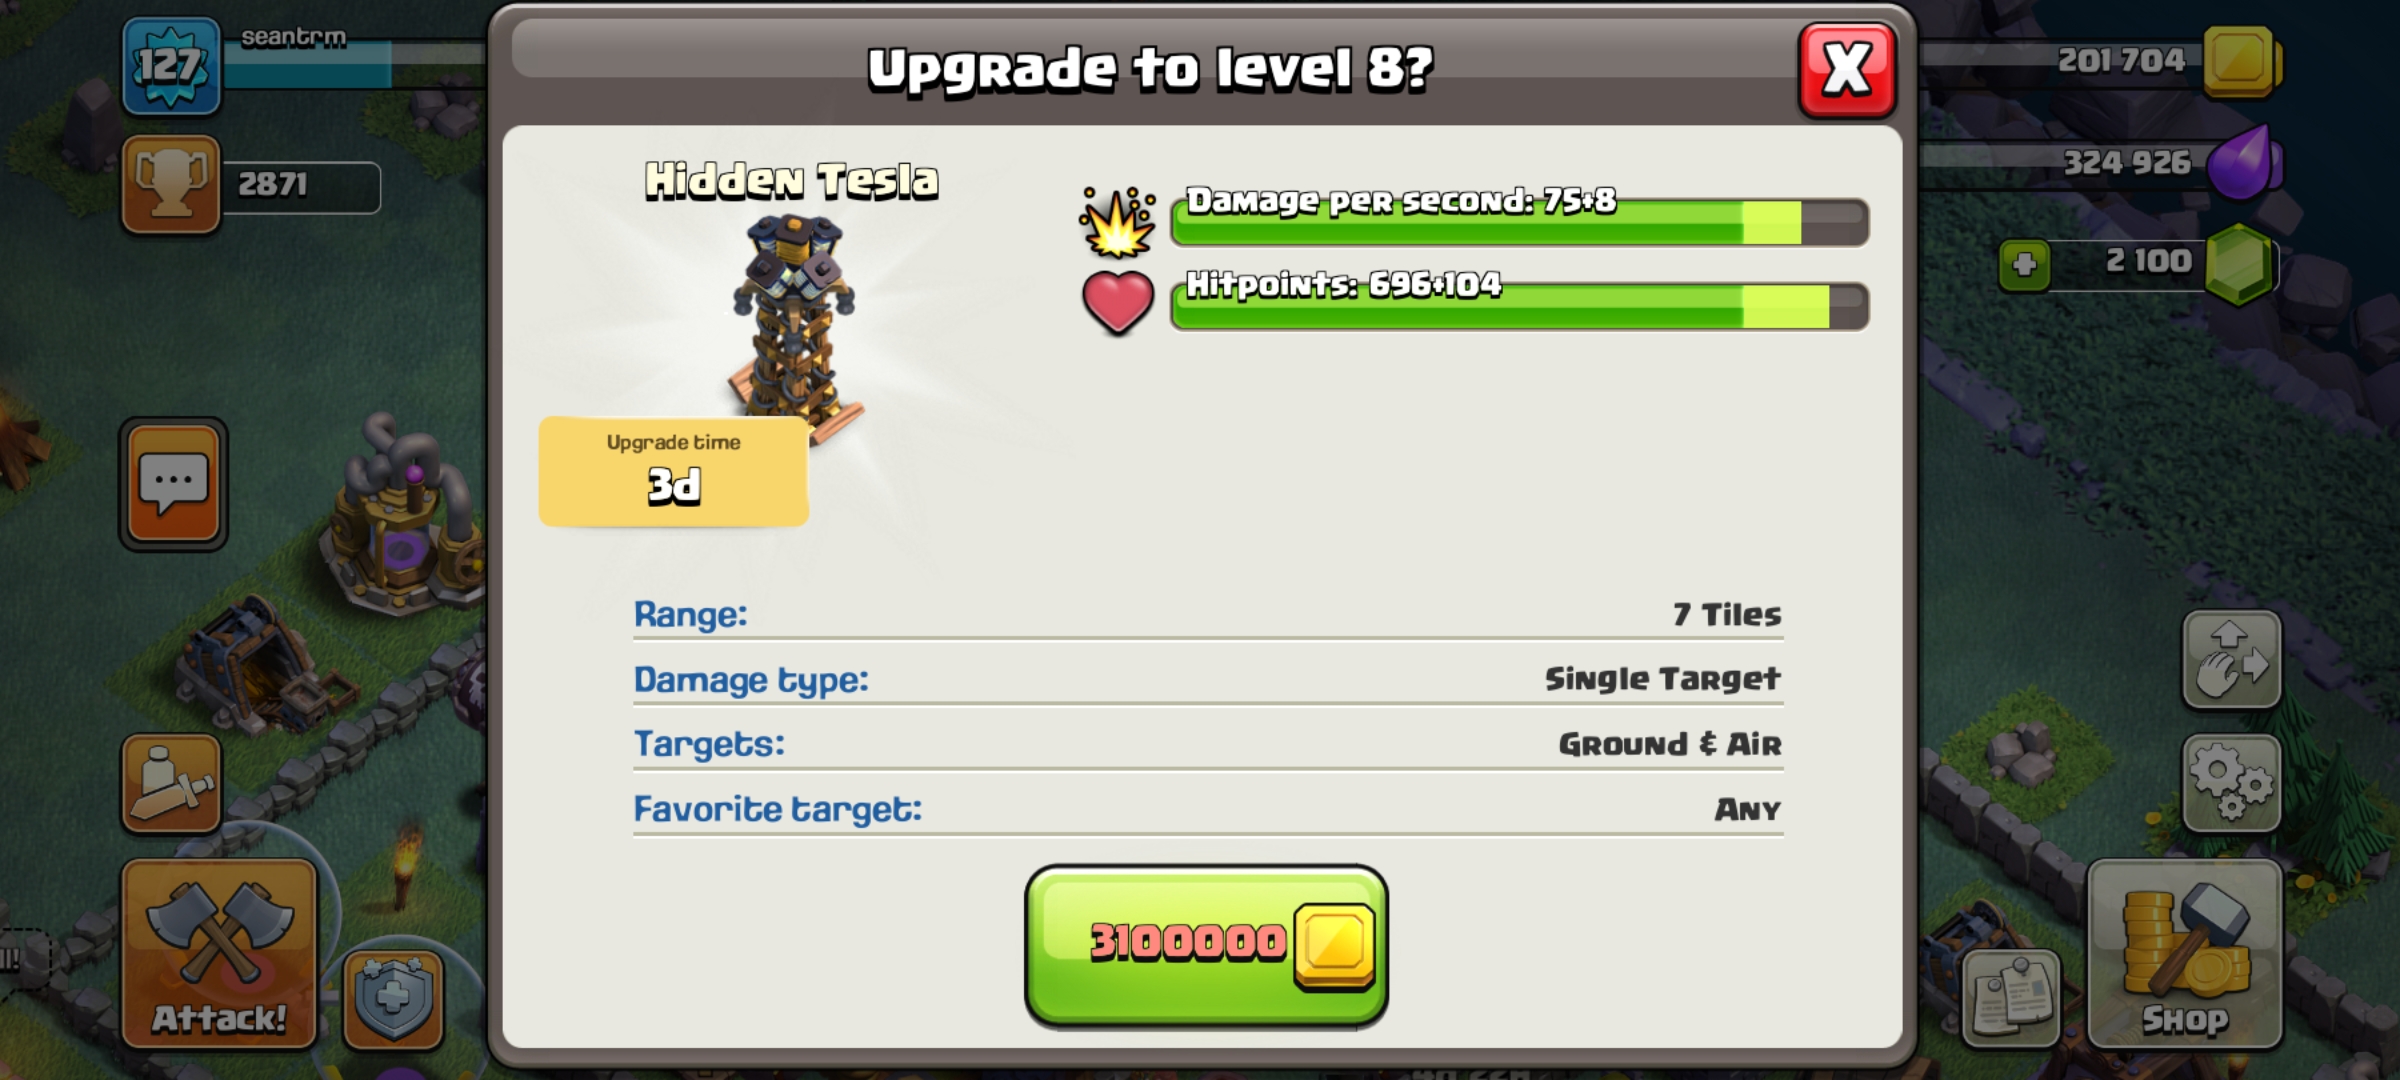 127
seantrm
2871
Upgrade to level 8?
X
201 704
324 926
2 100
Hidden Tesla
Damage per second: 75+8
Hitpoints: 696+104
Upgrade time
3d
Range: 7 Tiles
Damage type: Single Target
Targets: Ground & Air
Favorite target: Any
3100000
Attack!
Shop